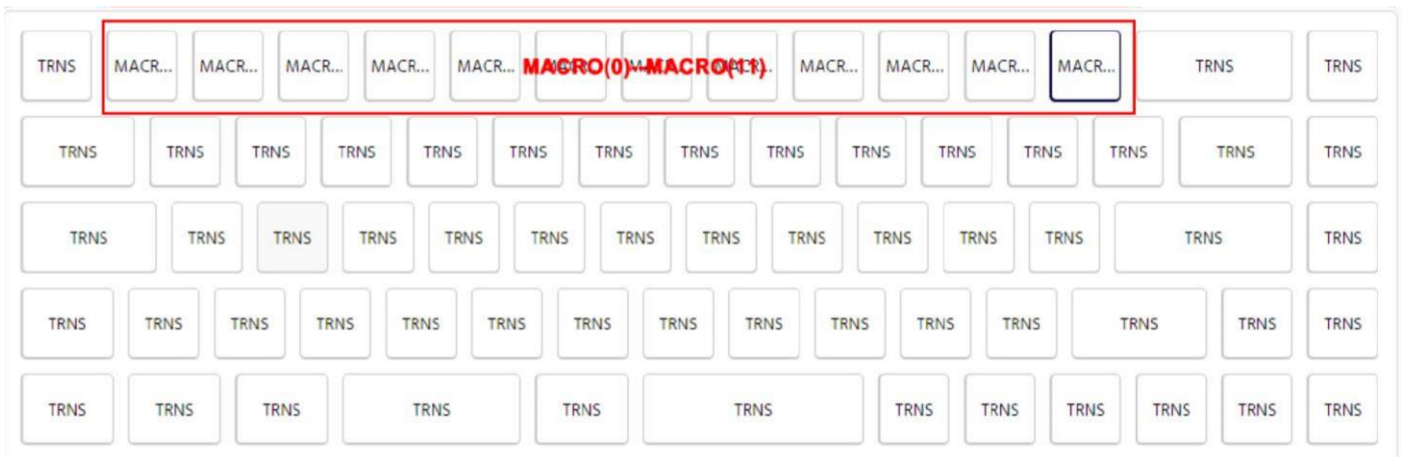 TRNS MACR... MACR... MACR... MACR... MACR... MACRO(0)--MACRO(11) MACR... MACR... MACR... MACR... TRNS TRNS
TRNS TRNS TRNS TRNS TRNS TRNS TRNS TRNS TRNS TRNS TRNS TRNS TRNS TRNS TRNS
TRNS TRNS TRNS TRNS TRNS TRNS TRNS TRNS TRNS TRNS TRNS TRNS TRNS TRNS
TRNS TRNS TRNS TRNS TRNS TRNS TRNS TRNS TRNS TRNS TRNS TRNS TRNS TRNS TRNS
TRNS TRNS TRNS TRNS TRNS TRNS TRNS TRNS TRNS TRNS TRNS TRNS